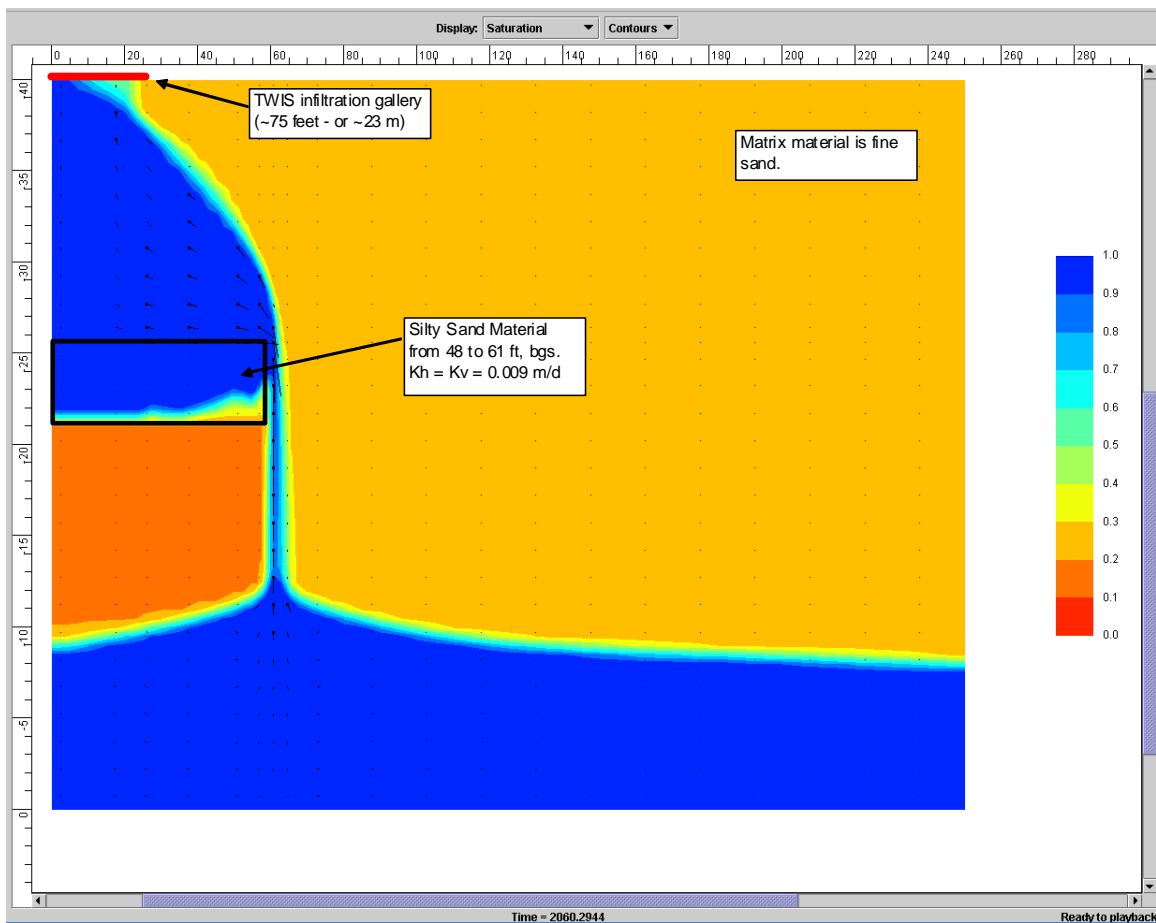 Display: Saturation Contours
0 20 40 60 80 100 120 140 160 180 200 220 240 260 280
40
35
30
25
20
15
10
5
0
TWIS infiltration gallery
(~75 feet - or ~23 m)
Matrix material is fine
sand.
Silty Sand Material
from 48 to 61 ft, bgs.
Kh = Kv = 0.009 m/d
1.0
0.9
0.8
0.7
0.6
0.5
0.4
0.3
0.2
0.1
0.0
Time = 2060.2944 Ready to playback